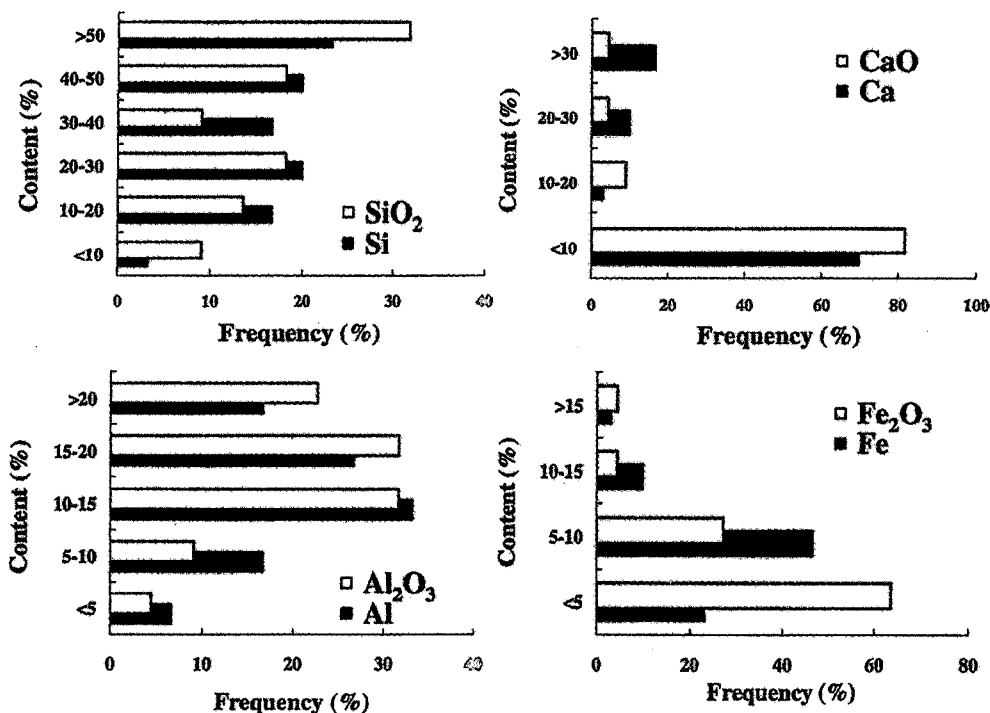 >50
40-50
30-40
20-30
10-20
<10
Content (%)
SiO₂
Si
0 10 20 30 40
Frequency (%)
>30
20-30
10-20
<10
Content (%)
CaO
Ca
0 20 40 60 80 100
Frequency (%)
>20
15-20
10-15
5-10
<5
Content (%)
Al₂O₃
Al
0 10 20 30 40
Frequency (%)
>15
10-15
5-10
<5
Content (%)
Fe₂O₃
Fe
0 20 40 60 80
Frequency (%)